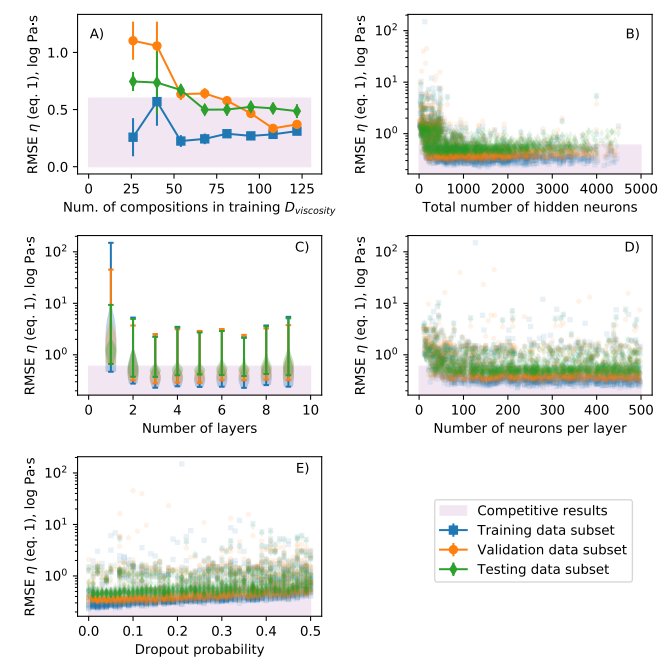 A)
RMSE η (eq. 1), log Pa·s
1.0
0.5
0.0
0 25 50 75 100 125
Num. of compositions in training D_viscosity
B)
RMSE η (eq. 1), log Pa·s
10²
10¹
10⁰
0 1000 2000 3000 4000 5000
Total number of hidden neurons
C)
RMSE η (eq. 1), log Pa·s
10²
10¹
10⁰
0 2 4 6 8 10
Number of layers
D)
RMSE η (eq. 1), log Pa·s
10²
10¹
10⁰
0 100 200 300 400 500
Number of neurons per layer
E)
RMSE η (eq. 1), log Pa·s
10²
10¹
10⁰
0.0 0.1 0.2 0.3 0.4 0.5
Dropout probability
Competitive results
Training data subset
Validation data subset
Testing data subset